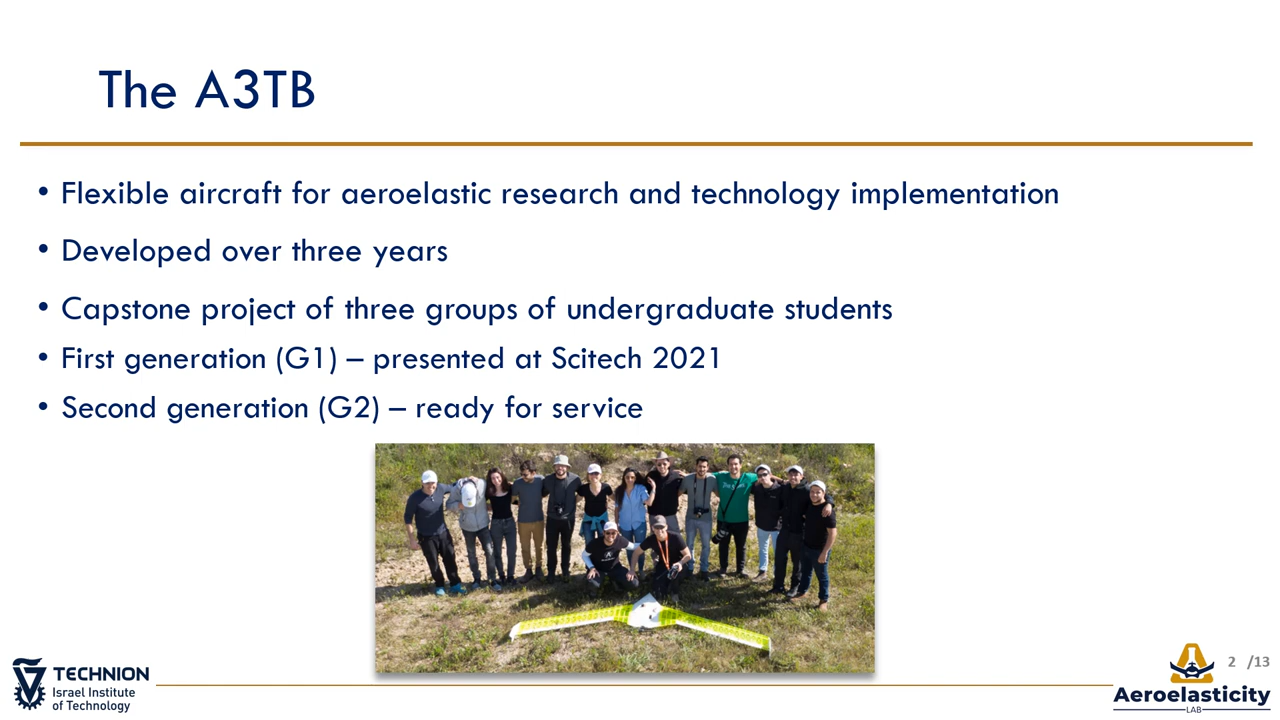 The A3TB
• Flexible aircraft for aeroelastic research and technology implementation
• Developed over three years
• Capstone project of three groups of undergraduate students
• First generation (G1) – presented at Scitech 2021
• Second generation (G2) – ready for service
TECHNION
Israel Institute
of Technology
2 /13
Aeroelasticity
LAB